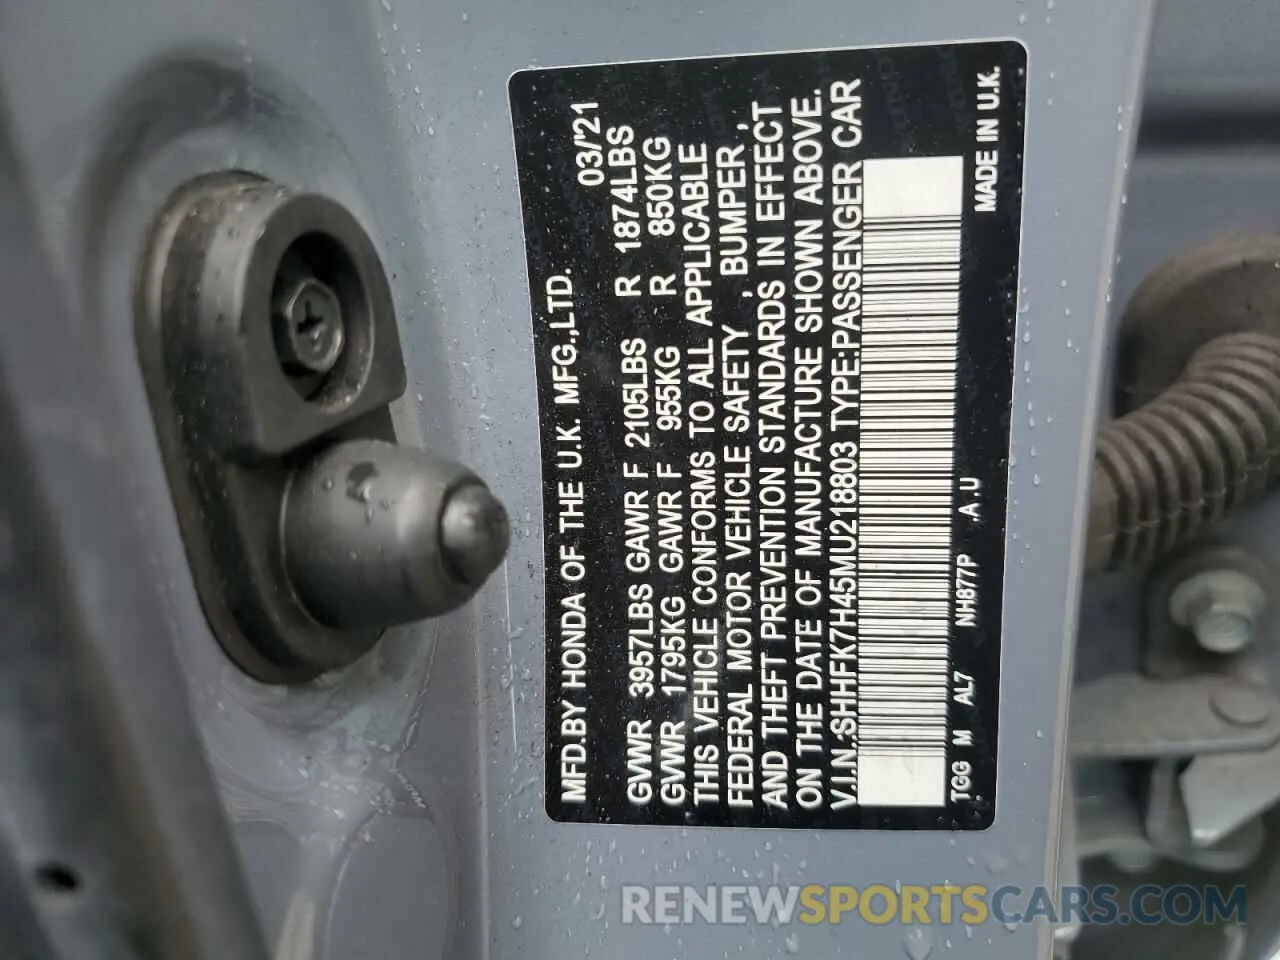 MFD.BY HONDA OF THE U.K. MFG.,LTD. 03/'21
GVWR 3957LBS GAWR F 2105LBS R 1874LBS
GVWR 1795KG GAWR F 955KG R 850KG
THIS VEHICLE CONFORMS TO ALL APPLICABLE
FEDERAL MOTOR VEHICLE SAFETY , BUMPER ,
AND THEFT PREVENTION STANDARDS IN EFFECT
ON THE DATE OF MANUFACTURE SHOWN ABOVE.
V.I.N.:SHHFK7H45MU218803 TYPE:PASSENGER CAR
TGG M AL7 NH877P .A .U MADE IN U.K.
RENEWSPORTSCARS.COM